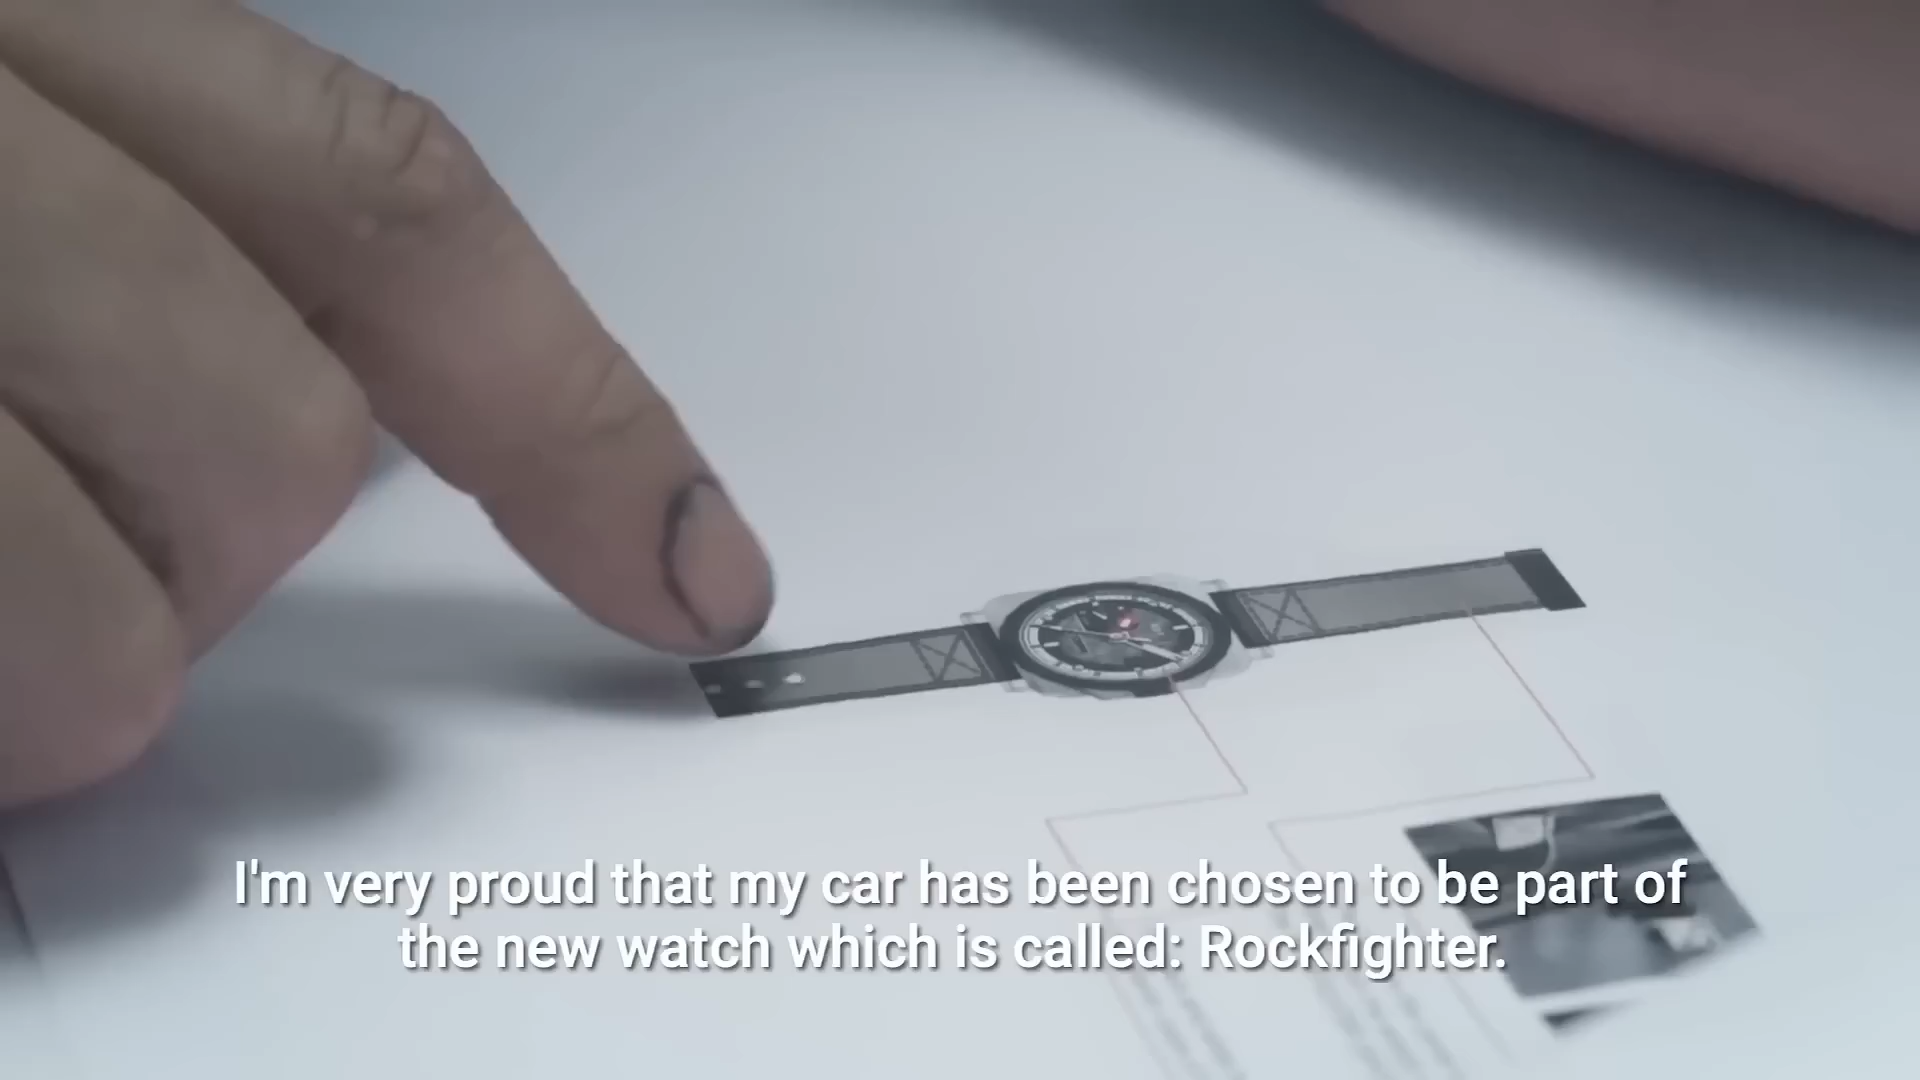 I'm very proud that my car has been chosen to be part of
the new watch which is called: Rockfighter.